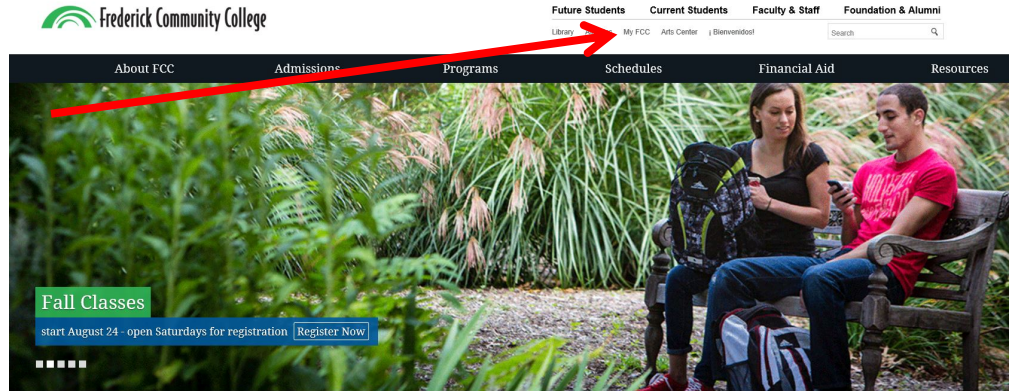 Frederick Community College
Future Students Current Students Faculty & Staff Foundation & Alumni
Library My FCC Arts Center ¡ Bienvenidos! Search
About FCC Admissions Programs Schedules Financial Aid Resources
Fall Classes
start August 24 - open Saturdays for registration Register Now